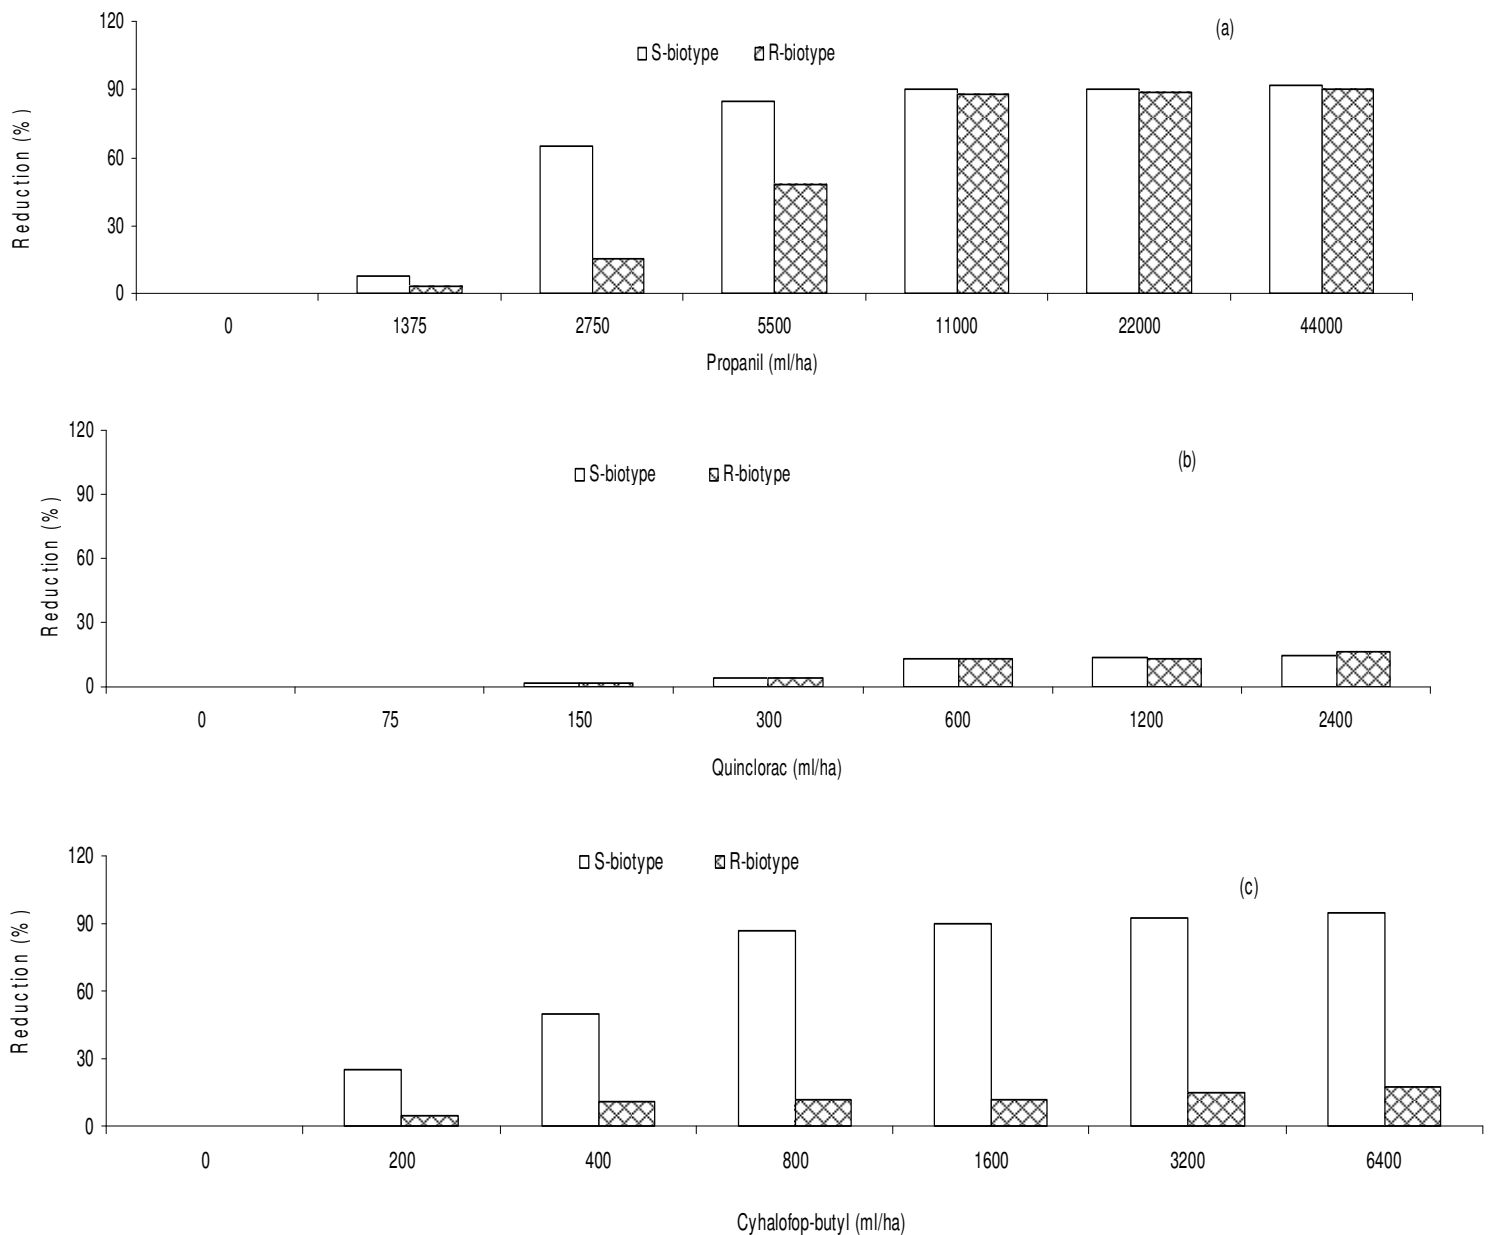 120
(a)
S-biotype R-biotype
90
60
30
0
Reduction (%)
0 1375 2750 5500 11000 22000 44000
Propanil (ml/ha)
120
(b)
S-biotype R-biotype
90
60
30
0
Reduction (%)
0 75 150 300 600 1200 2400
Quinclorac (ml/ha)
120
S-biotype R-biotype
(c)
90
60
30
0
Reduction (%)
0 200 400 800 1600 3200 6400
Cyhalofop-butyl (ml/ha)